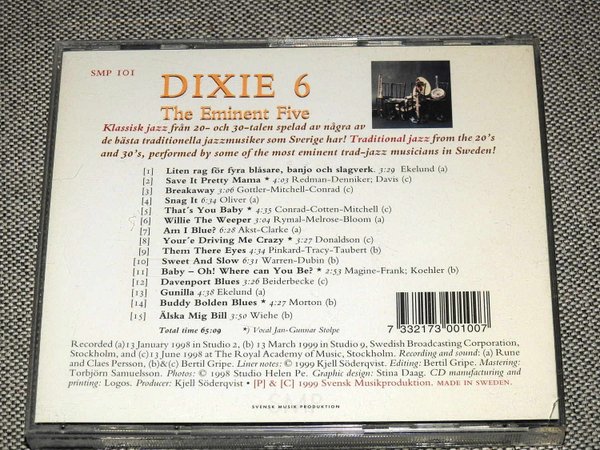 SMP 101
DIXIE 6
The Eminent Five
Klassisk jazz från 20- och 30-talen spelad av några av
de bästa traditionella jazzmusiker som Sverige har! Traditional jazz from the 20's
and 30's, performed by some of the most eminent trad-jazz musicians in Sweden!
[1] Liten rag för fyra blåsare, banjo och slagverk. 3:29 Ekelund (a)
[2] Save It Pretty Mama * 4:03 Redman-Denniker; Davis (c)
[3] Breakaway 3:06 Gottler-Mitchell-Conrad (c)
[4] Snag It 6:34 Oliver (a)
[5] That's You Baby * 4:35 Conrad-Cotten-Mitchell (c)
[6] Willie The Weeper 3:04 Rymal-Melrose-Bloom (a)
[7] Am I Blue? 6:28 Akst-Clarke (a)
[8] Your'e Driving Me Crazy * 3:27 Donaldson (c)
[9] Them There Eyes 4:34 Pinkard-Tracy-Taubert (b)
[10] Sweet And Slow 6:31 Warren-Dubin (b)
[11] Baby – Oh! Where can You Be? * 2:53 Magine-Frank; Koehler (b)
[12] Davenport Blues 3:26 Beiderbecke (c)
[13] Gunilla 4:38 Ekelund (a)
[14] Buddy Bolden Blues * 4:27 Morton (b)
[15] Älska Mig Bill 3:50 Wiehe (b)
Total time 65:09 *) Vocal Jan-Gunnar Stolpe
7 332173 001007
Recorded (a)13 January 1998 in Studio 2, (b) 13 March 1999 in Studio 9, Swedish Broadcasting Corporation,
Stockholm, and (c)13 June 1998 at The Royal Academy of Music, Stockholm. Recording and sound: (a) Rune
and Claes Persson, (b)&(c) Bertil Gripe. Liner notes: © 1999 Kjell Söderqvist. Editing: Bertil Gripe. Mastering:
Torbjörn Samuelsson. Photos: © 1998 Studio Helen Pe. Graphic design: Stina Daag. CD manufacturing and
printing: Logos. Producer: Kjell Söderqvist • [P] & [C] 1999 Svensk Musikproduktion. MADE IN SWEDEN.
SVENSK MUSIK PRODUKTION